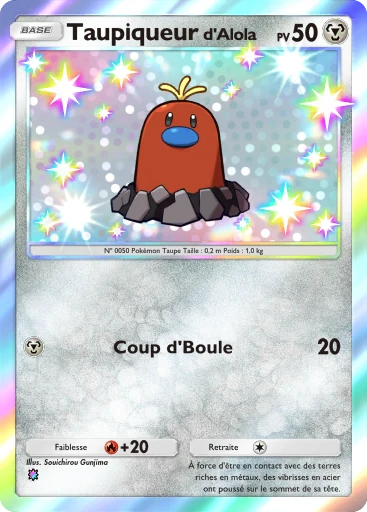 BASE
Taupiqueur d'Alola PV 50
N° 0050 Pokémon Taupe Taille : 0,2 m Poids : 1,0 kg
Coup d'Boule 20
Faiblesse +20 Retraite
Illus. Souichirou Gunjima
À force d'être en contact avec des terres
riches en métaux, des vibrisses en acier
ont poussé sur le sommet de sa tête.